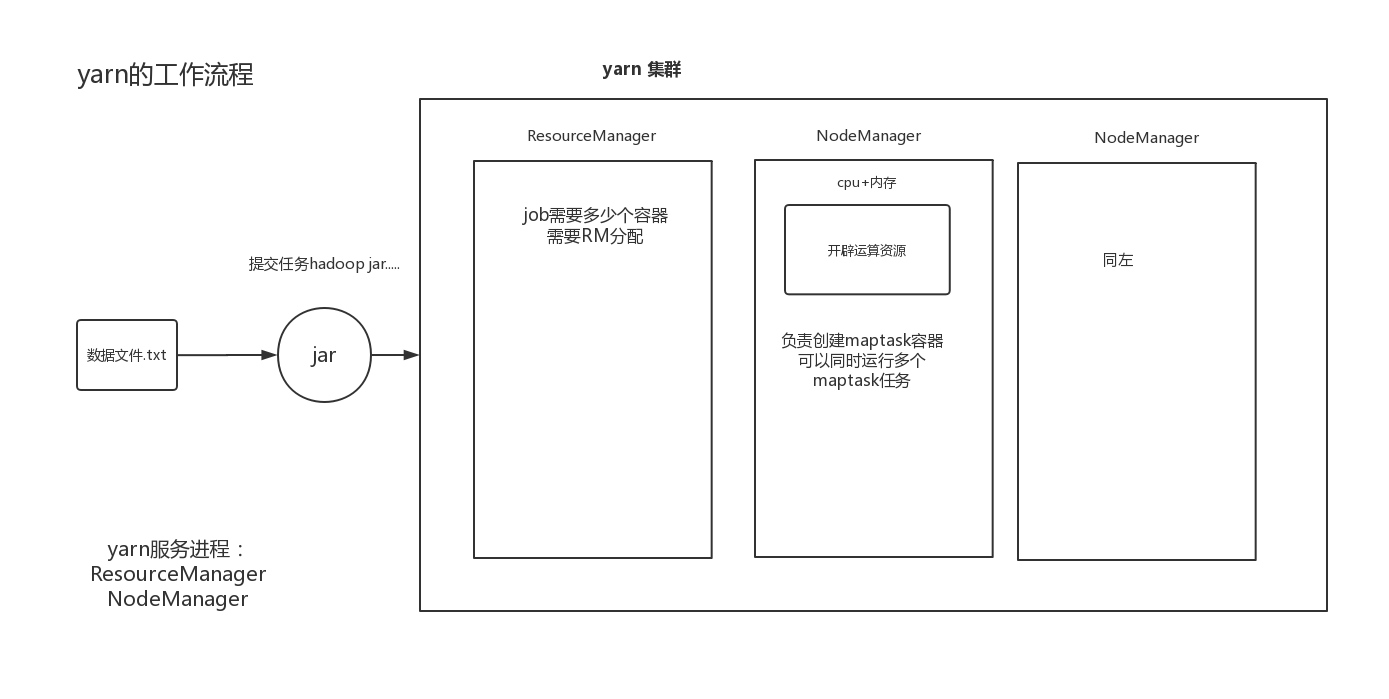 yarn的工作流程
yarn 集群
ResourceManager
NodeManager
NodeManager
cpu+内存
job需要多少个容器
需要RM分配
开辟运算资源
同左
提交任务hadoop jar.....
数据文件.txt
jar
负责创建maptask容器
可以同时运行多个
maptask任务
yarn服务进程：
ResourceManager
NodeManager